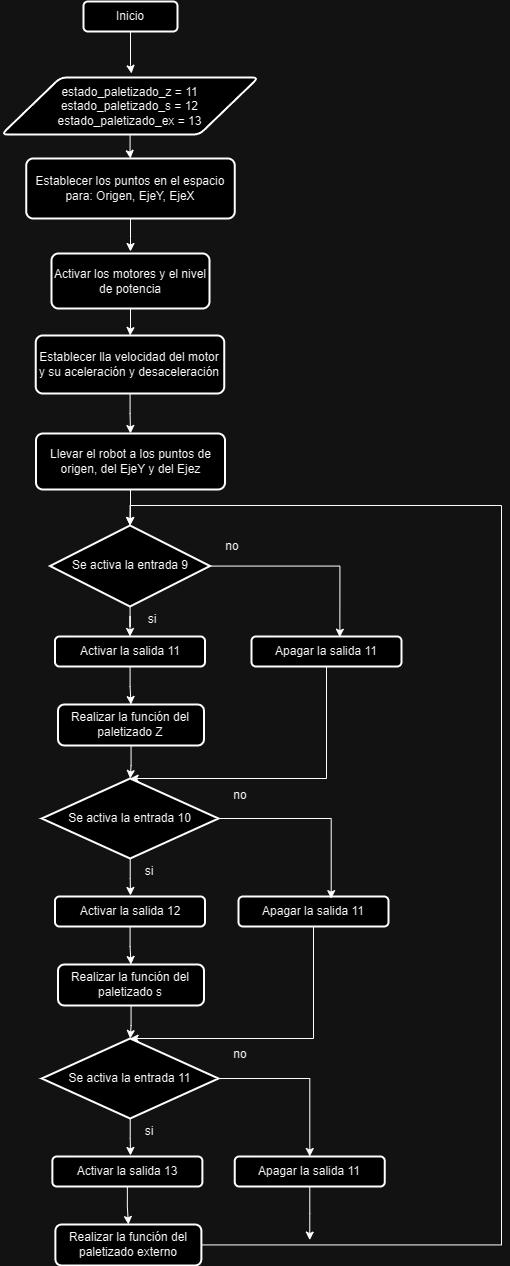 Inicio
estado_paletizado_z = 11
estado_paletizado_s = 12
estado_paletizado_ex = 13
Establecer los puntos en el espacio
para: Origen, EjeY, EjeX
Activar los motores y el nivel
de potencia
Establecer lla velocidad del motor
y su aceleración y desaceleración
Llevar el robot a los puntos de
origen, del EjeY y del Ejez
Se activa la entrada 9
no
si
Activar la salida 11
Apagar la salida 11
Realizar la función del
paletizado Z
no
Se activa la entrada 10
si
Activar la salida 12
Apagar la salida 11
Realizar la función del
paletizado s
no
Se activa la entrada 11
si
Activar la salida 13
Apagar la salida 11
Realizar la función del
paletizado externo